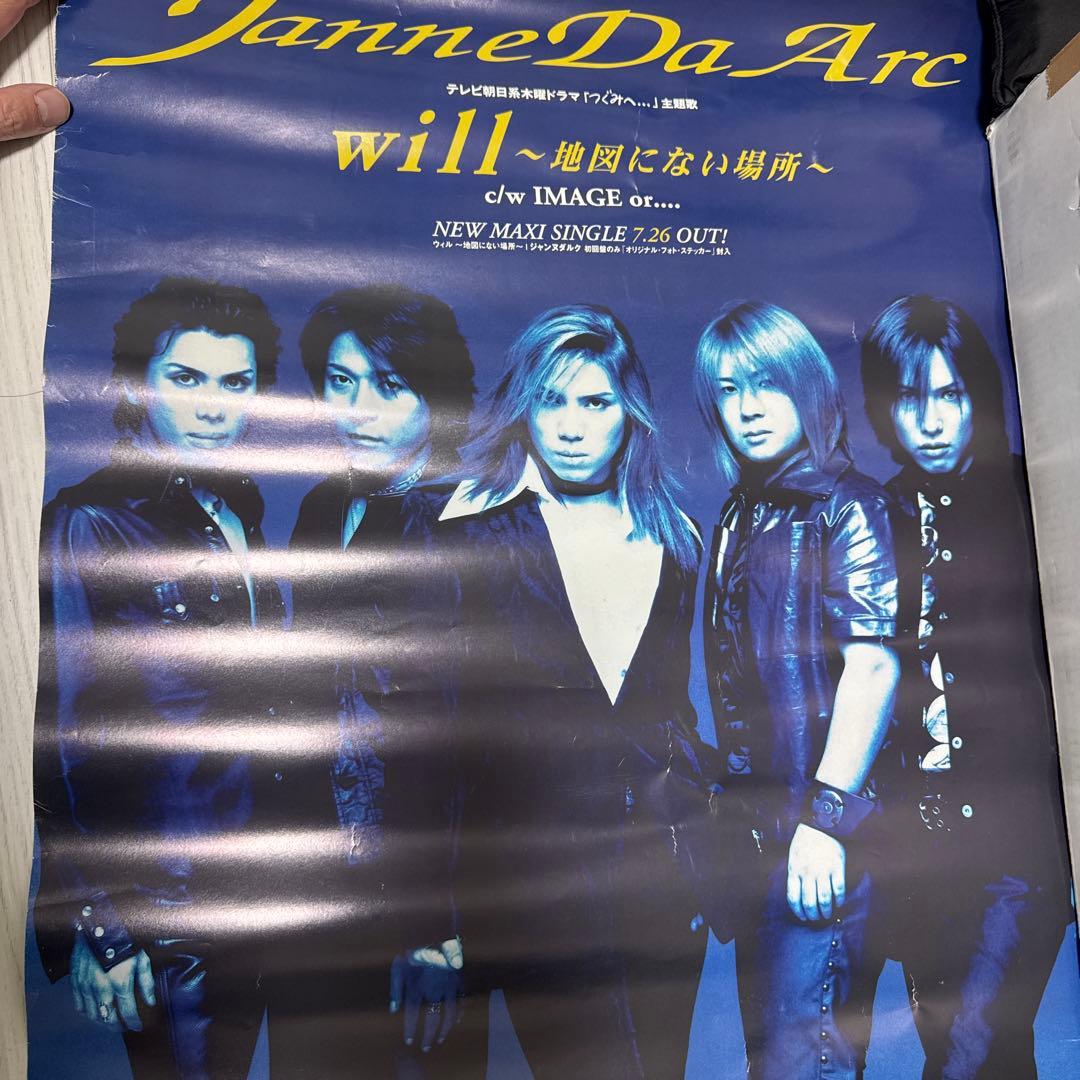 Janne Da Arc
テレビ朝日系木曜ドラマ「つぐみへ…」主題歌
will～地図にない場所～
c/w IMAGE or....
NEW MAXI SINGLE 7.26 OUT!
ウィル ～地図にない場所～ | ジャンヌダルク 初回盤のみ「オリジナル・フォト・ステッカー」封入